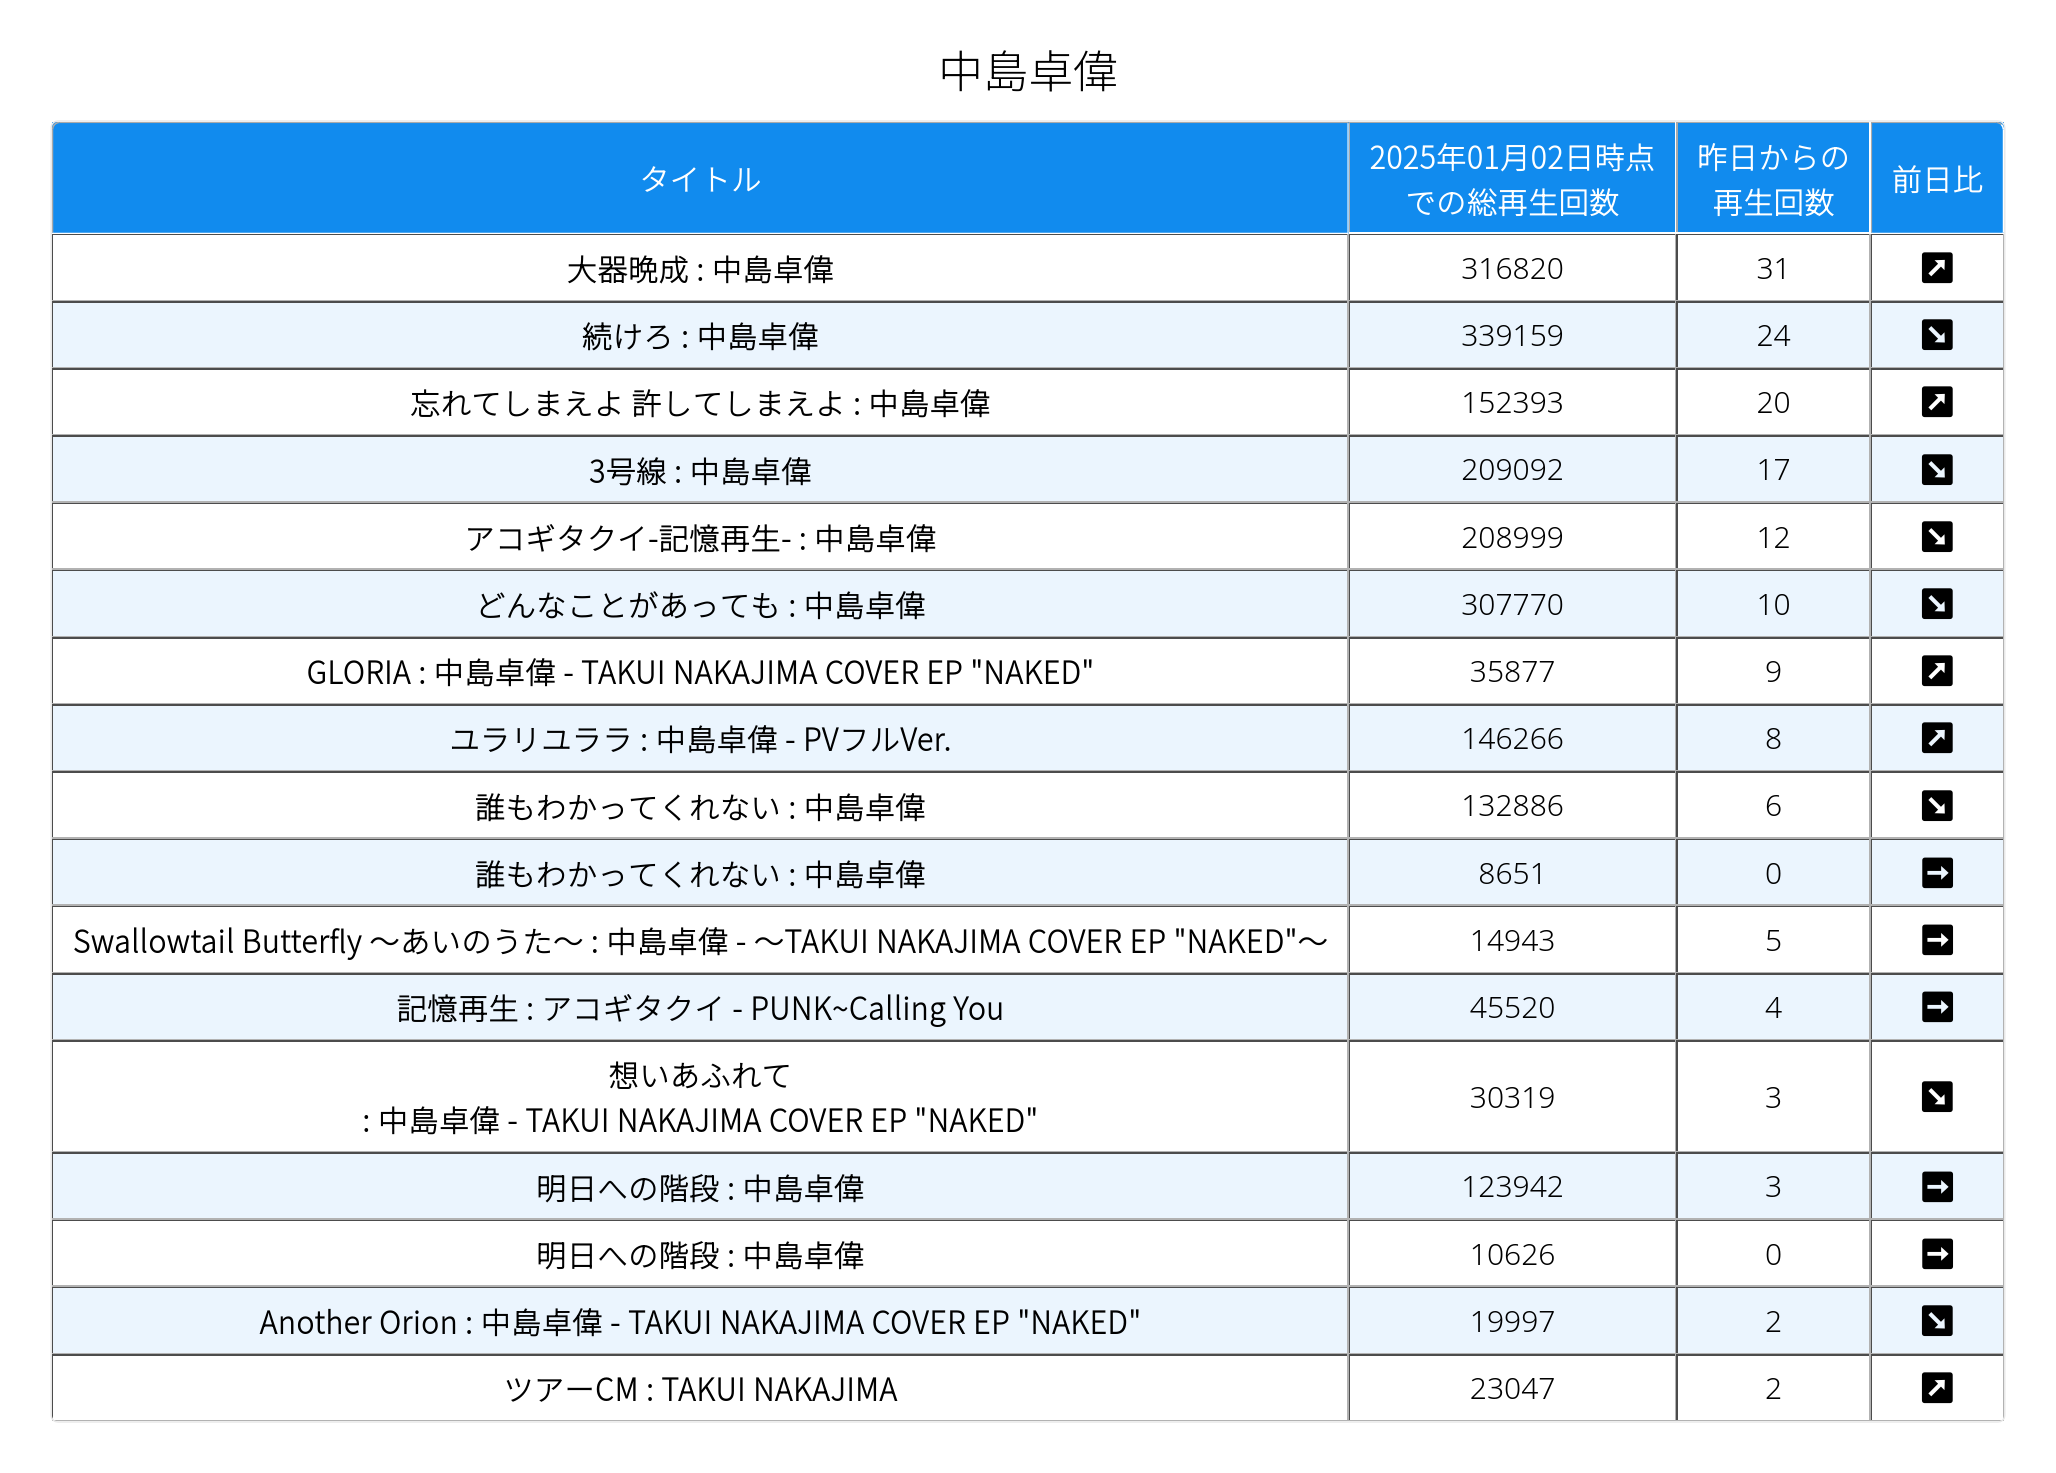 中島卓偉
タイトル 2025年01月02日時点での総再生回数 昨日からの再生回数 前日比
大器晩成 : 中島卓偉 316820 31 ↗
続けろ : 中島卓偉 339159 24 ↘
忘れてしまえよ 許してしまえよ : 中島卓偉 152393 20 ↗
3号線 : 中島卓偉 209092 17 ↘
アコギタクイ-記憶再生- : 中島卓偉 208999 12 ↘
どんなことがあっても : 中島卓偉 307770 10 ↘
GLORIA : 中島卓偉 - TAKUI NAKAJIMA COVER EP "NAKED" 35877 9 ↗
ユラリユララ : 中島卓偉 - PVフルVer. 146266 8 ↗
誰もわかってくれない : 中島卓偉 132886 6 ↘
誰もわかってくれない : 中島卓偉 8651 0 →
Swallowtail Butterfly 〜あいのうた〜 : 中島卓偉 - 〜TAKUI NAKAJIMA COVER EP "NAKED"〜 14943 5 →
記憶再生 : アコギタクイ - PUNK~Calling You 45520 4 →
想いあふれて
: 中島卓偉 - TAKUI NAKAJIMA COVER EP "NAKED" 30319 3 ↘
明日への階段 : 中島卓偉 123942 3 →
明日への階段 : 中島卓偉 10626 0 →
Another Orion : 中島卓偉 - TAKUI NAKAJIMA COVER EP "NAKED" 19997 2 ↘
ツアーCM : TAKUI NAKAJIMA 23047 2 ↗